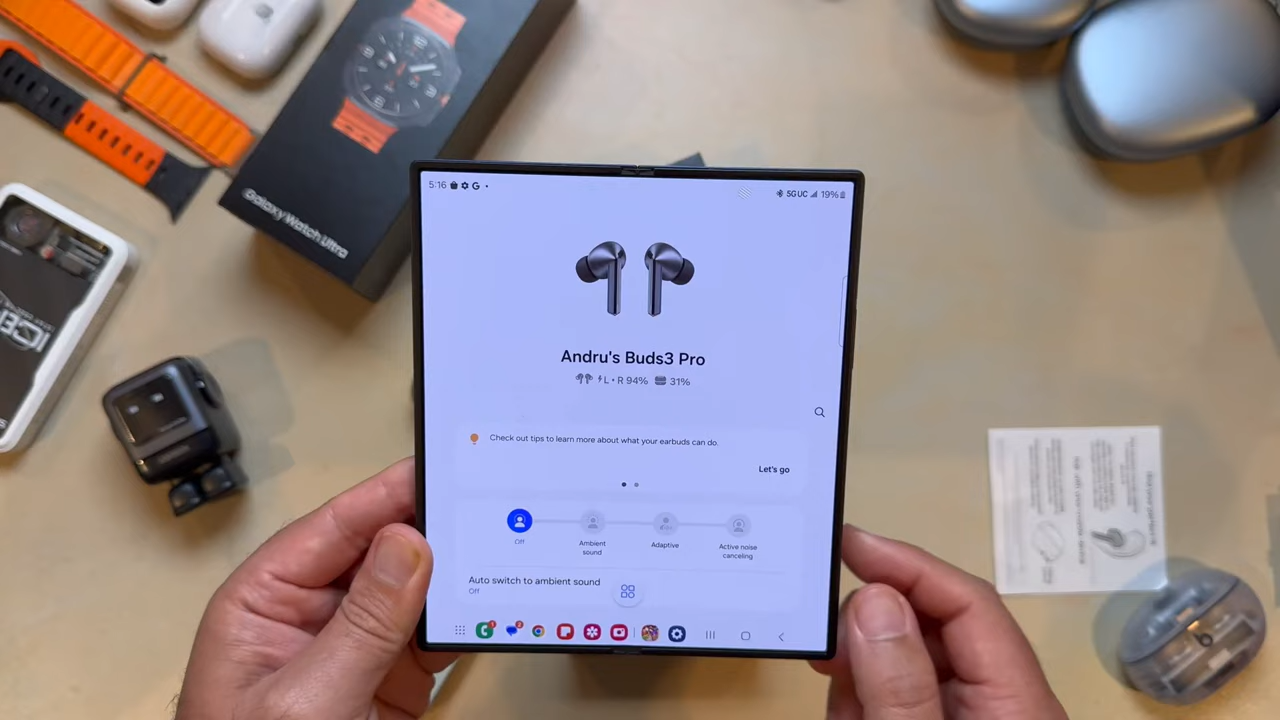 Galaxy Watch Ultra
5:16
5G UC 19%
Andru's Buds3 Pro
L • R 94% 31%
Check out tips to learn more about what your earbuds can do.
Let's go
Off
Ambient sound
Adaptive
Active noise canceling
Auto switch to ambient sound
Off